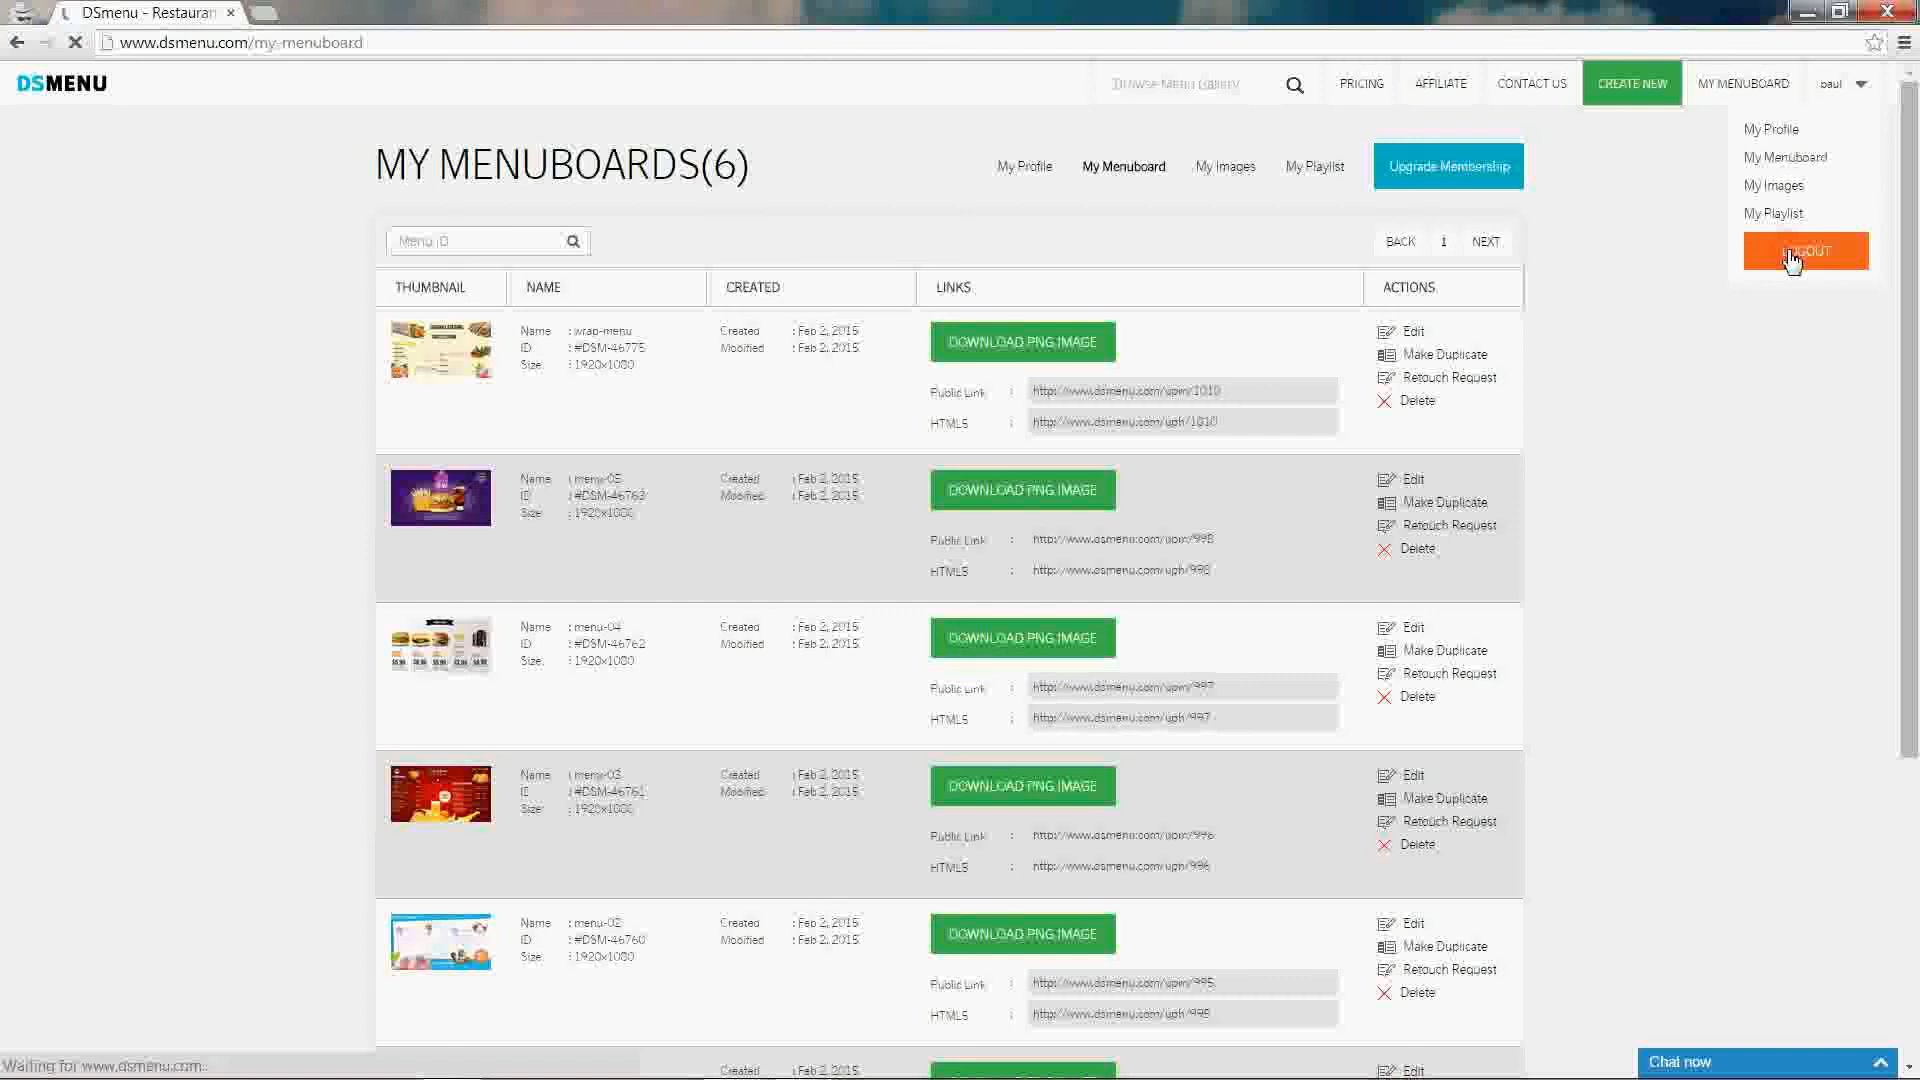 DSmenu - Restauran
www.dsmenu.com/my-menuboard
DSMENU
Browse Menu Gallery
PRICING
AFFILIATE
CONTACT US
CREATE NEW
MY MENUBOARD
paul
My Profile
My Menuboard
My Images
My Playlist
LOGOUT
MY MENUBOARDS(6)
My Profile
My Menuboard
My Images
My Playlist
Upgrade Membership
Menu ID
BACK 1 NEXT
THUMBNAIL NAME CREATED LINKS ACTIONS
Name : wrap-menu
ID : #DSM-46775
Size : 1920x1080
Created : Feb 2, 2015
Modified : Feb 2, 2015
DOWNLOAD PNG IMAGE
Public Link : http://www.dsmenu.com/upm/1010
HTML5 : http://www.dsmenu.com/uph/1010
Edit
Make Duplicate
Retouch Request
Delete
Name : menu-05
ID : #DSM-46763
Size : 1920x1080
Created : Feb 2, 2015
Modified : Feb 2, 2015
DOWNLOAD PNG IMAGE
Public Link : http://www.dsmenu.com/upm/998
HTML5 : http://www.dsmenu.com/uph/998
Edit
Make Duplicate
Retouch Request
Delete
Name : menu-04
ID : #DSM-46762
Size : 1920x1080
Created : Feb 2, 2015
Modified : Feb 2, 2015
DOWNLOAD PNG IMAGE
Public Link : http://www.dsmenu.com/upm/997
HTML5 : http://www.dsmenu.com/uph/997
Edit
Make Duplicate
Retouch Request
Delete
Name : menu-03
ID : #DSM-46761
Size : 1920x1080
Created : Feb 2, 2015
Modified : Feb 2, 2015
DOWNLOAD PNG IMAGE
Public Link : http://www.dsmenu.com/upm/996
HTML5 : http://www.dsmenu.com/uph/996
Edit
Make Duplicate
Retouch Request
Delete
Name : menu-02
ID : #DSM-46760
Size : 1920x1080
Created : Feb 2, 2015
Modified : Feb 2, 2015
DOWNLOAD PNG IMAGE
Public Link : http://www.dsmenu.com/upm/995
HTML5 : http://www.dsmenu.com/uph/995
Edit
Make Duplicate
Retouch Request
Delete
Created : Feb 2, 2015
Edit
Waiting for www.dsmenu.com...
Chat now